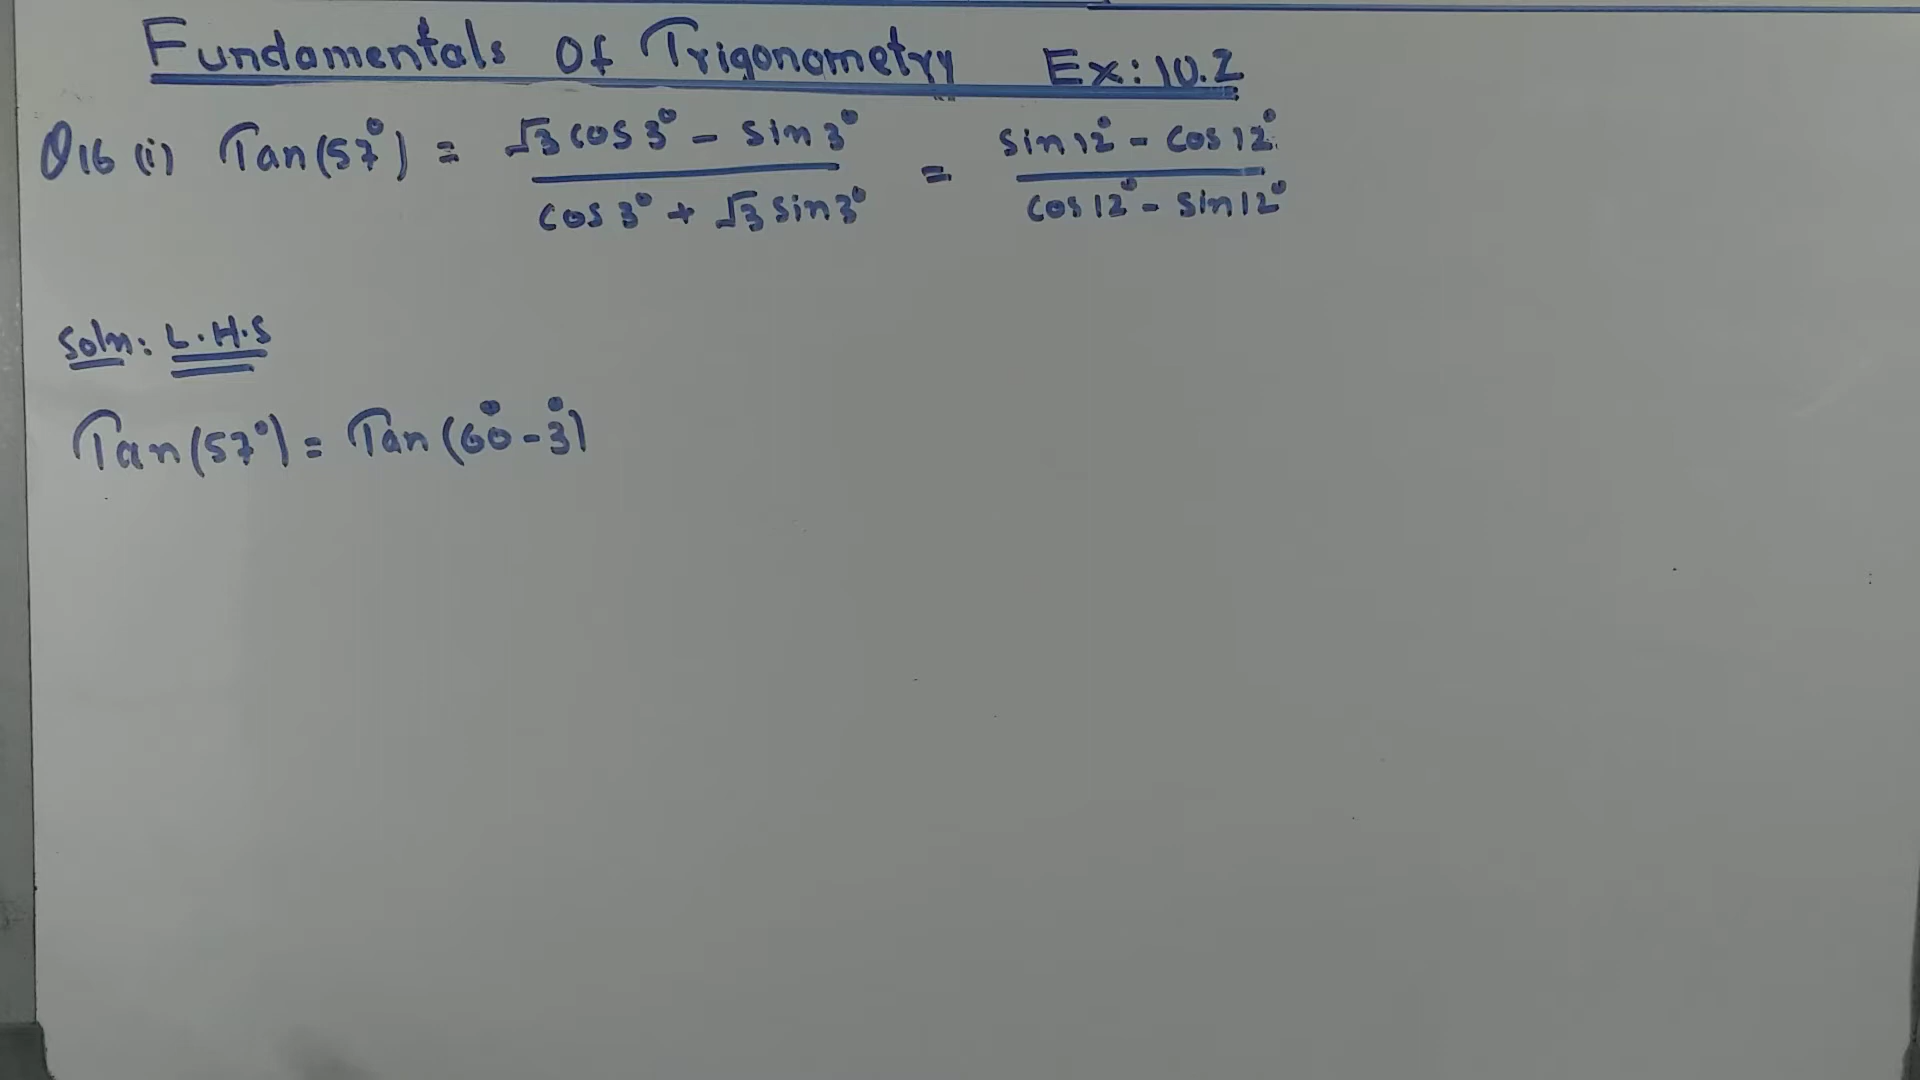 Fundamentals Of Trigonometry Ex: 10.2
Q16 (i) Tan(57°) = √3 cos 3° - sin 3° / cos 3° + √3 sin 3° = sin 12° - cos 12° / cos 12° - sin 12°
Soln: L.H.S
Tan(57°) = Tan (60° - 3°)